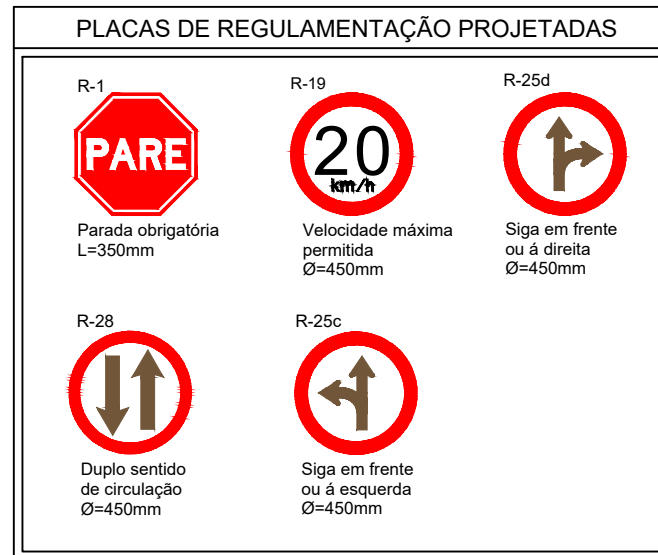 PLACAS DE REGULAMENTAÇÃO PROJETADAS
R-1
PARE
Parada obrigatória
L=350mm
R-19
20
km/h
Velocidade máxima
permitida
Ø=450mm
R-25d
Siga em frente
ou á direita
Ø=450mm
R-28
Duplo sentido
de circulação
Ø=450mm
R-25c
Siga em frente
ou á esquerda
Ø=450mm